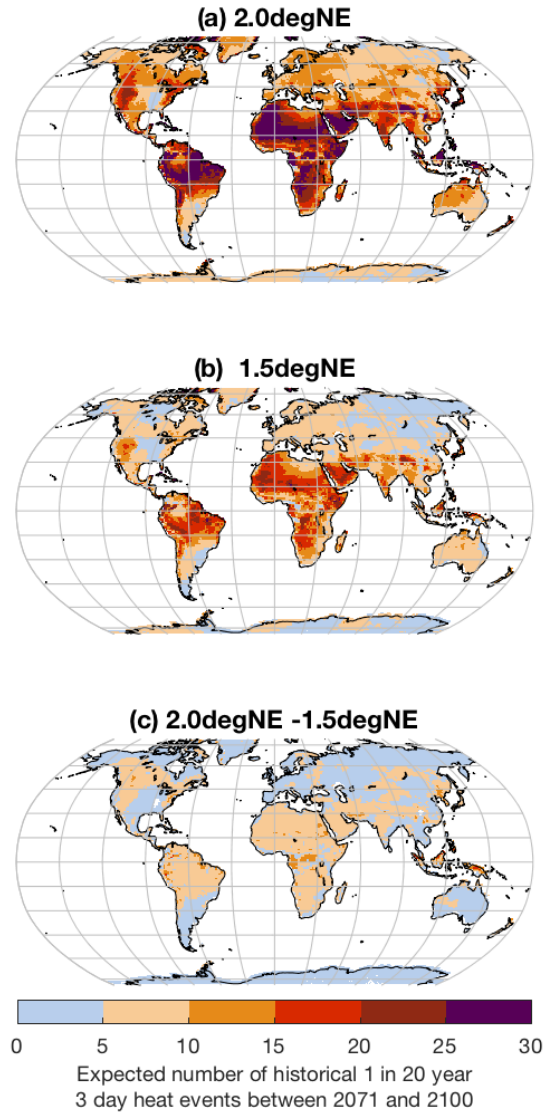 (a) 2.0degNE
(b) 1.5degNE
(c) 2.0degNE -1.5degNE
0 5 10 15 20 25 30
Expected number of historical 1 in 20 year
3 day heat events between 2071 and 2100